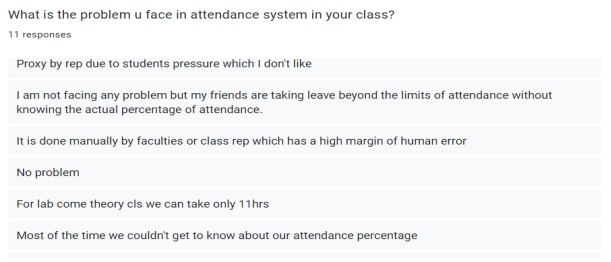 What is the problem u face in attendance system in your class?
11 responses
Proxy by rep due to students pressure which I don't like
I am not facing any problem but my friends are taking leave beyond the limits of attendance without
knowing the actual percentage of attendance.
It is done manually by faculties or class rep which has a high margin of human error
No problem
For lab come theory cls we can take only 11hrs
Most of the time we couldn't get to know about our attendance percentage